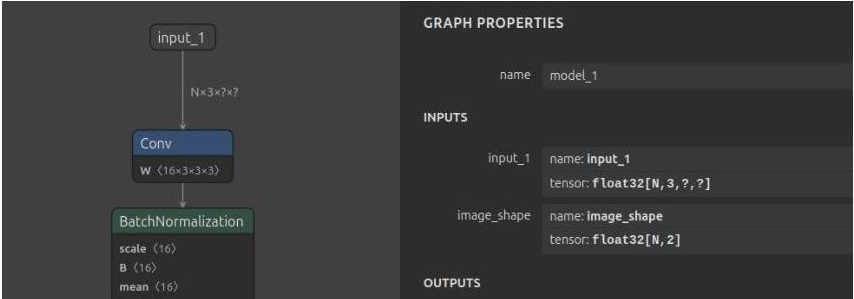 input_1
N×3×?×?
Conv
W ⟨16×3×3×3⟩
BatchNormalization
scale ⟨16⟩
B ⟨16⟩
mean ⟨16⟩
GRAPH PROPERTIES
name model_1
INPUTS
input_1 name: input_1
tensor: float32[N,3,?,?]
image_shape name: image_shape
tensor: float32[N,2]
OUTPUTS